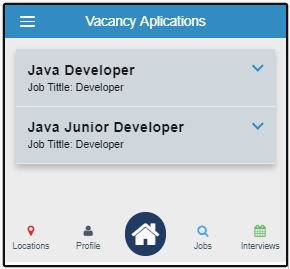 Vacancy Aplications
Java Developer
Job Tittle: Developer
Java Junior Developer
Job Tittle: Developer
Locations Profile Jobs Interviews